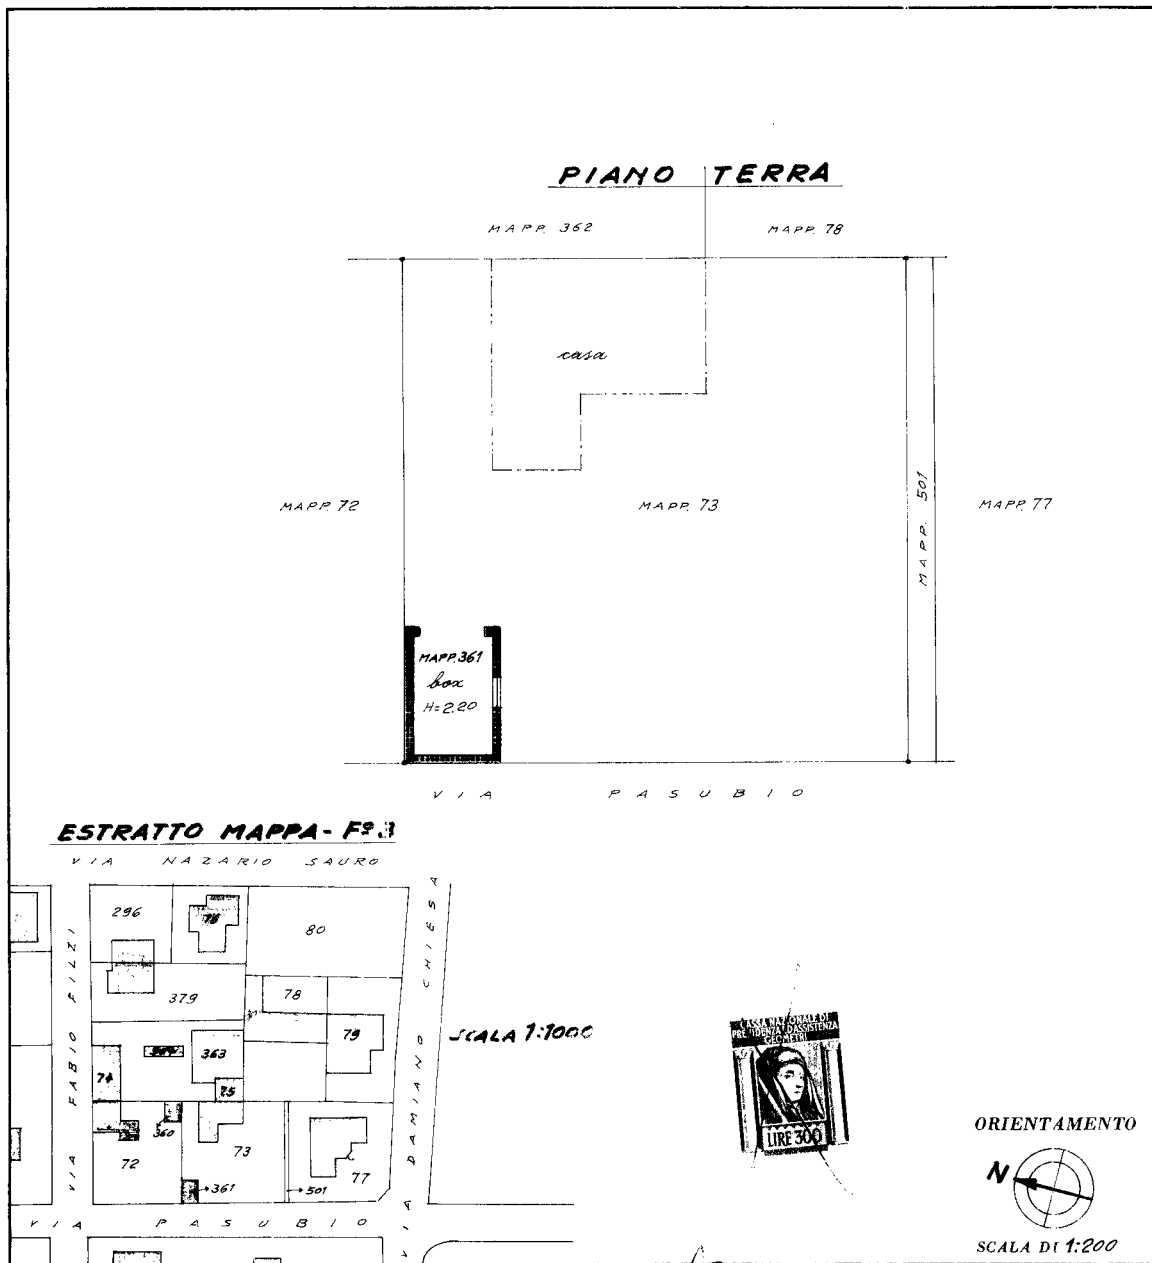 PIANO TERRA
MAPP. 362
MAPP. 78
casa
MAPP. 72
MAPP. 73
MAPP. 501
MAPP. 77
MAPP. 361
box
H=2.20
VIA PASUBIO
ESTRATTO MAPPA - Fº 3
VIA NAZARIO SAURO
VIA FABIO FILZI
VIA DAMIANO CHIESA
296
80
379
78
79
363
74
75
360
72
73
77
361
501
VIA PASUBIO
SCALA 1:1000
CASSA NAZIONALE DI
PREVIDENZA D'ASSISTENZA
GEOMETRI
LIRE 300
ORIENTAMENTO
N
SCALA DI 1:200